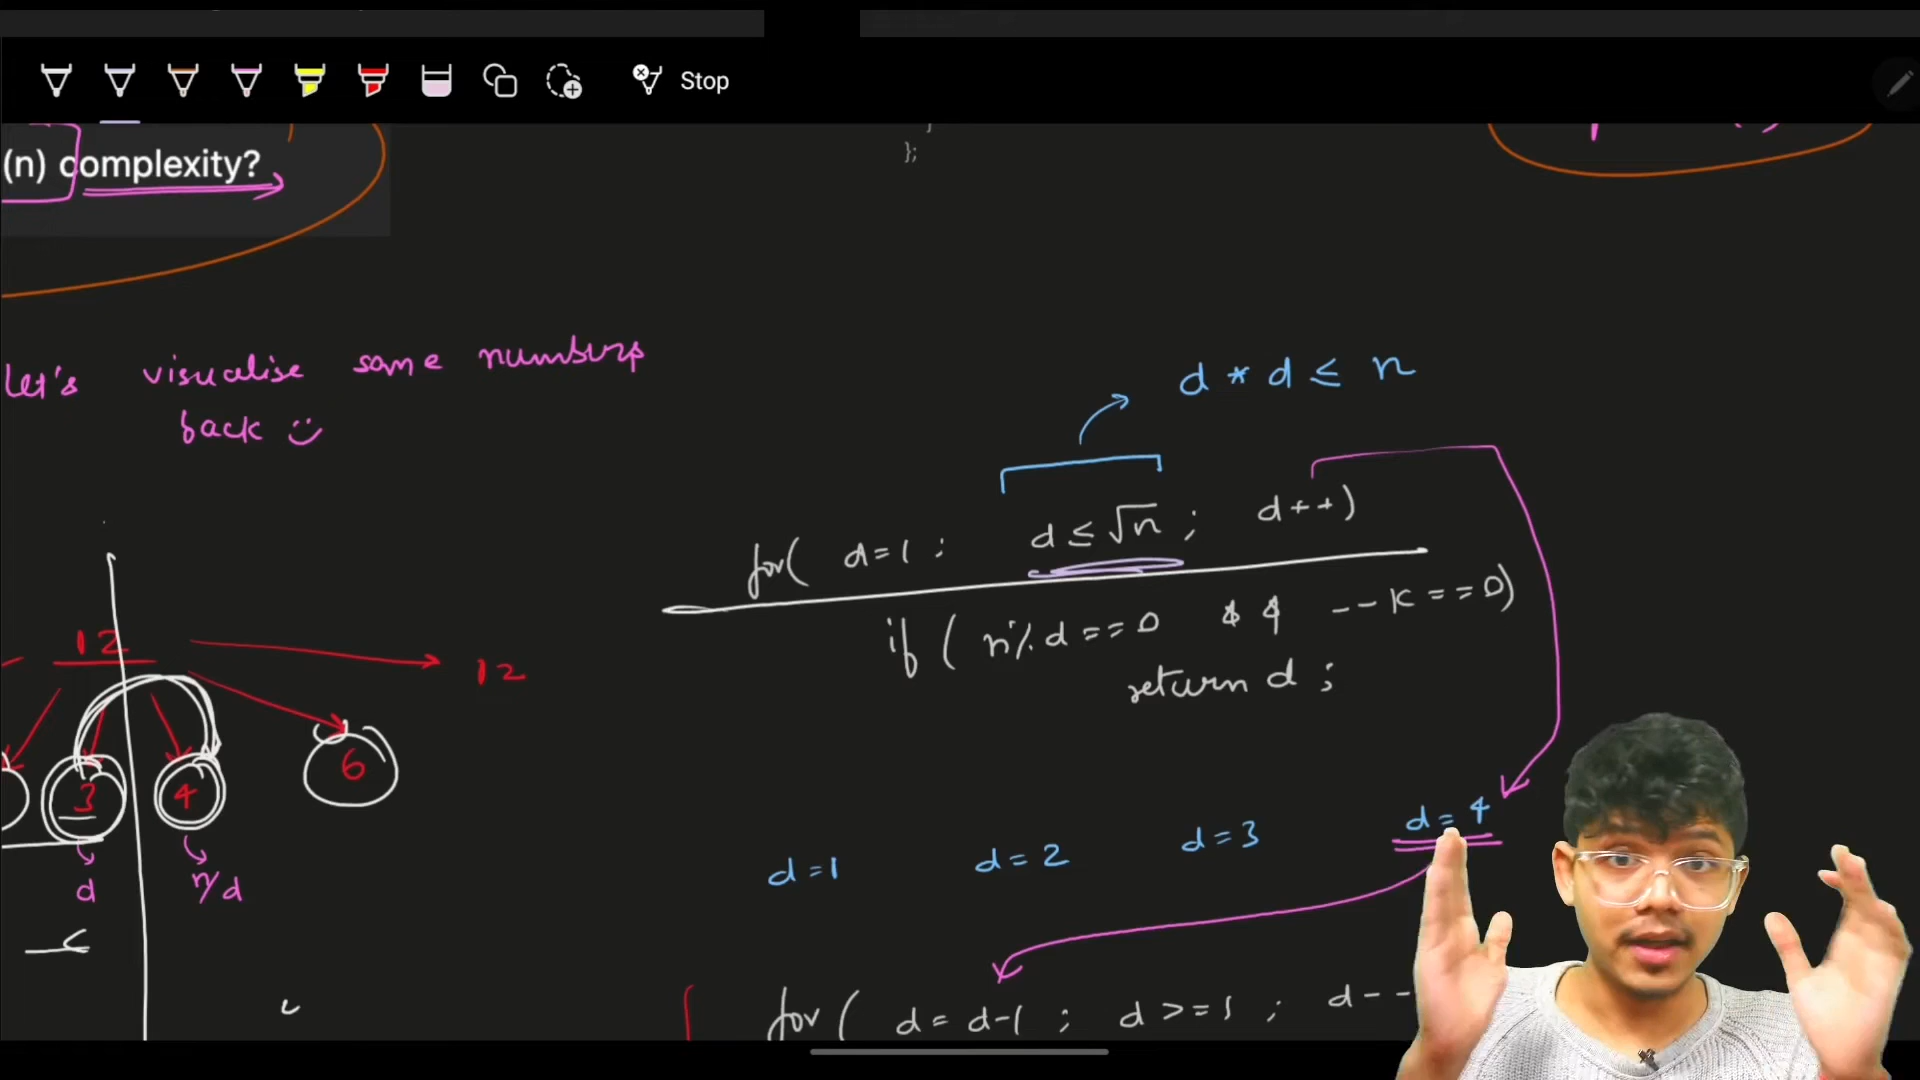 Stop
(n) complexity?
};
let's visualise some numbers
back
d * d ≤ n
for( d=1 ; d ≤ √n ; d++)
if ( n%d==0 && --k==0)
return d ;
12
12
3
4
6
d
n/d
d=1
d=2
d=3
d=4
for ( d= d-1 ; d >=1 ; d--